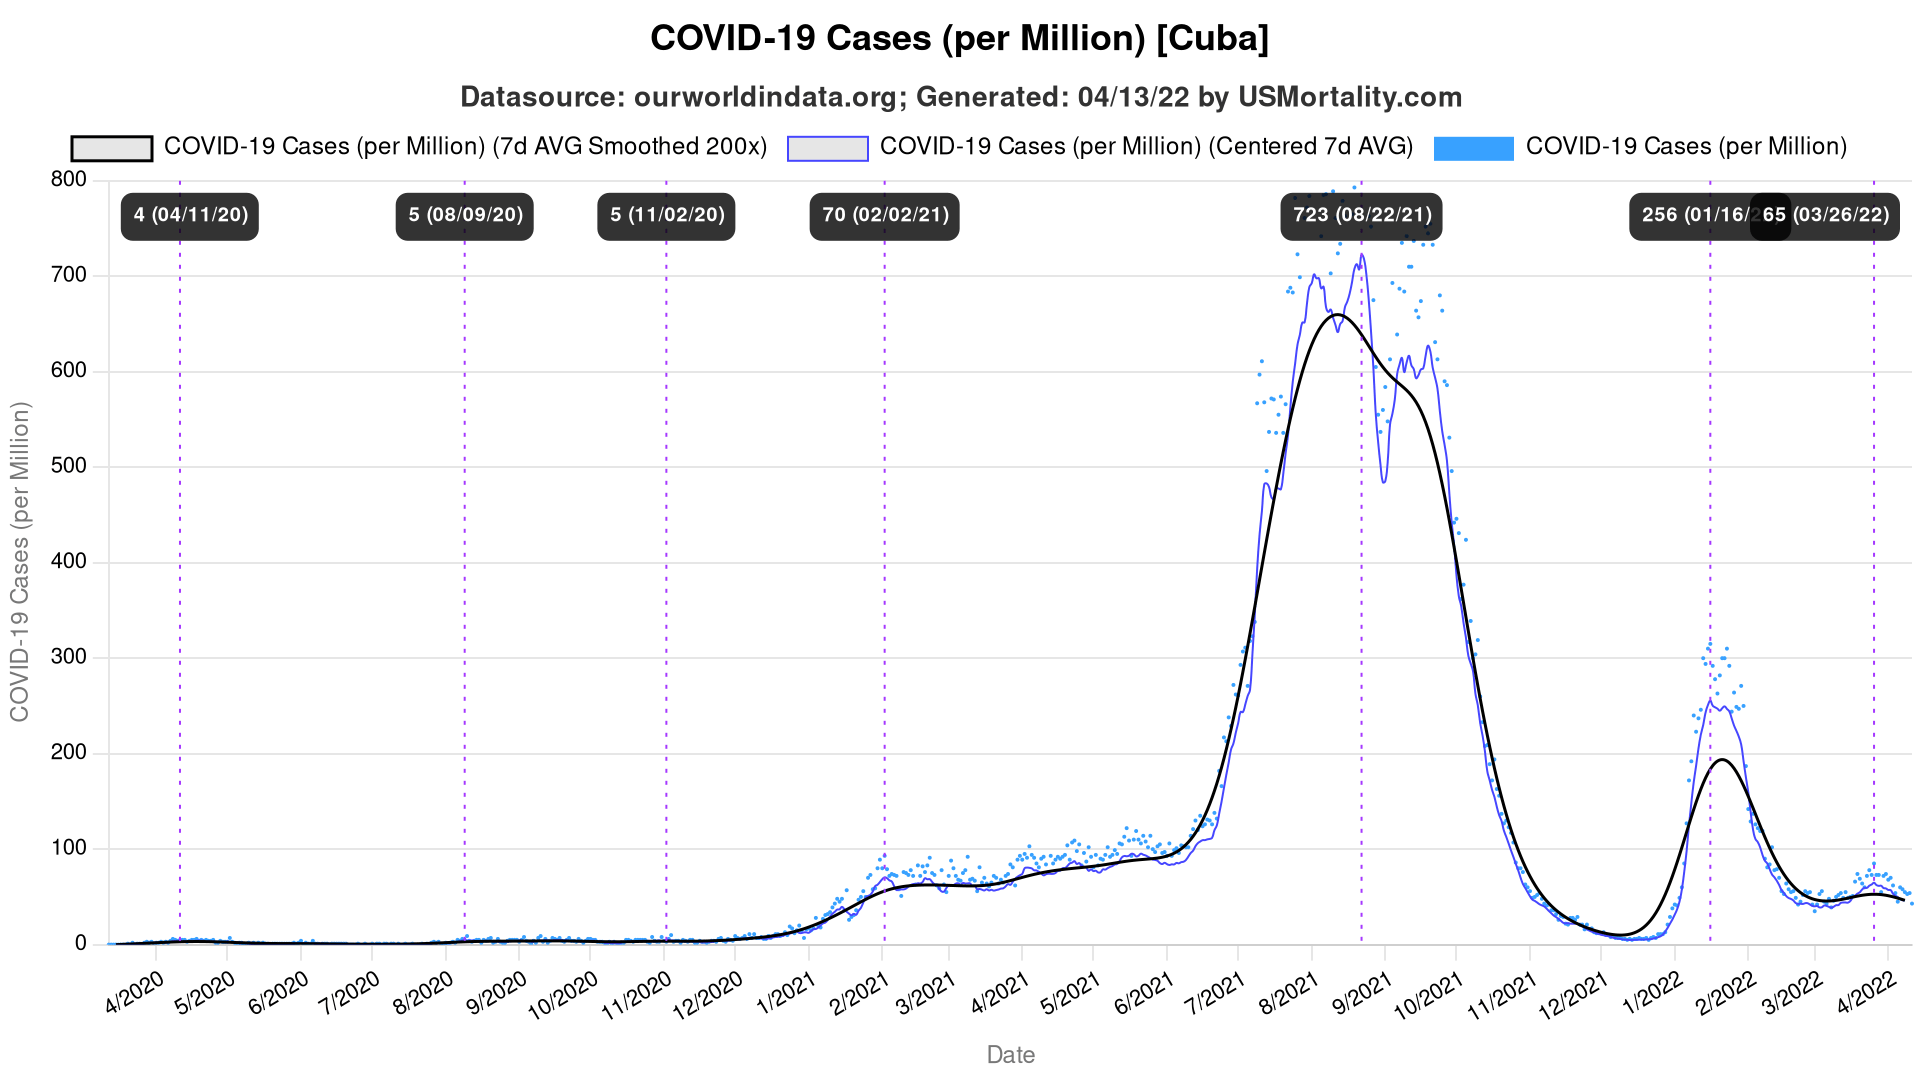 COVID-19 Cases (per Million) [Cuba]
Datasource: ourworldindata.org; Generated: 04/13/22 by USMortality.com
COVID-19 Cases (per Million) (7d AVG Smoothed 200x) COVID-19 Cases (per Million) (Centered 7d AVG) COVID-19 Cases (per Million)
4 (04/11/20) 5 (08/09/20) 5 (11/02/20) 70 (02/02/21) 723 (08/22/21) 256 (01/16/ 65 (03/26/22)
800
700
600
500
400
300
200
100
0
COVID-19 Cases (per Million)
4/2020 5/2020 6/2020 7/2020 8/2020 9/2020 10/2020 11/2020 12/2020 1/2021 2/2021 3/2021 4/2021 5/2021 6/2021 7/2021 8/2021 9/2021 10/2021 11/2021 12/2021 1/2022 2/2022 3/2022 4/2022
Date